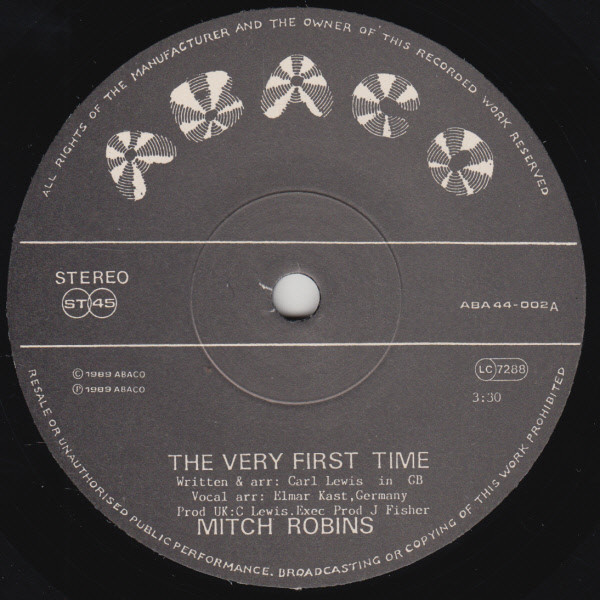 ALL RIGHTS OF THE MANUFACTURER AND THE OWNER OF THIS RECORDED WORK RESERVED
ABACO
STEREO
ST 45
ABA 44-002 A
© 1989 ABACO
℗ 1989 ABACO
LC 7288
3:30
THE VERY FIRST TIME
Written & arr: Carl Lewis in GB
Vocal arr: Elmar Kast,Germany
Prod UK:C Lewis.Exec Prod J Fisher
MITCH ROBINS
RESALE OR UNAUTHORISED PUBLIC PERFORMANCE, BROADCASTING OR COPYING OF THIS WORK PROHIBITED